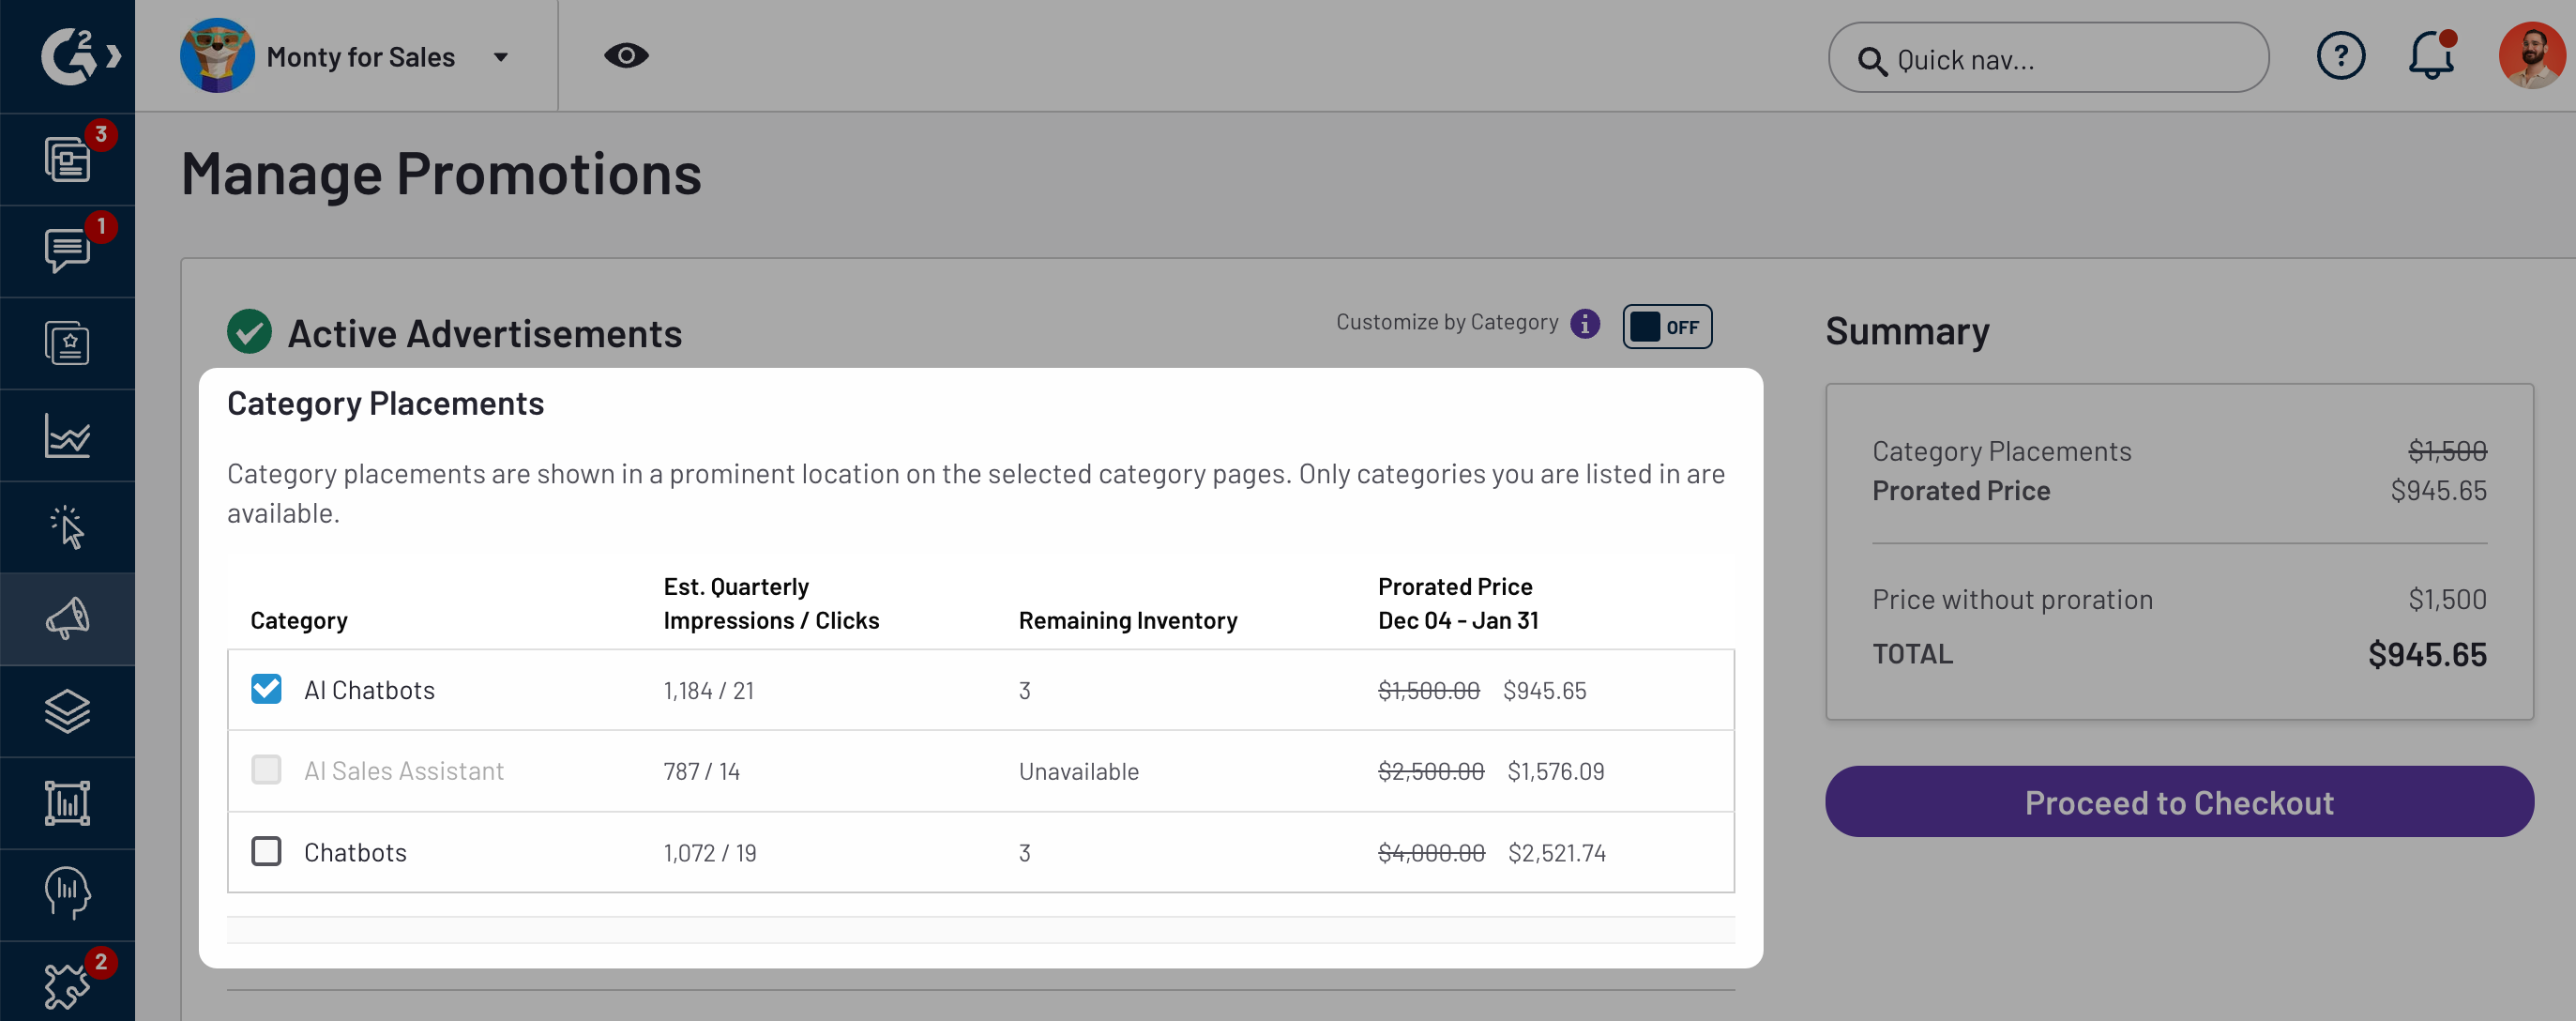 G2
Monty for Sales
Quick nav...
?
3
1
2
Manage Promotions
Active Advertisements
Customize by Category i OFF
Category Placements
Category placements are shown in a prominent location on the selected category pages. Only categories you are listed in are
available.
Category Est. Quarterly Impressions / Clicks Remaining Inventory Prorated Price Dec 04 - Jan 31
AI Chatbots 1,184 / 21 3 $1,500.00 $945.65
AI Sales Assistant 787 / 14 Unavailable $2,500.00 $1,576.09
Chatbots 1,072 / 19 3 $4,000.00 $2,521.74
Summary
Category Placements $1,500
Prorated Price $945.65
Price without proration $1,500
TOTAL $945.65
Proceed to Checkout